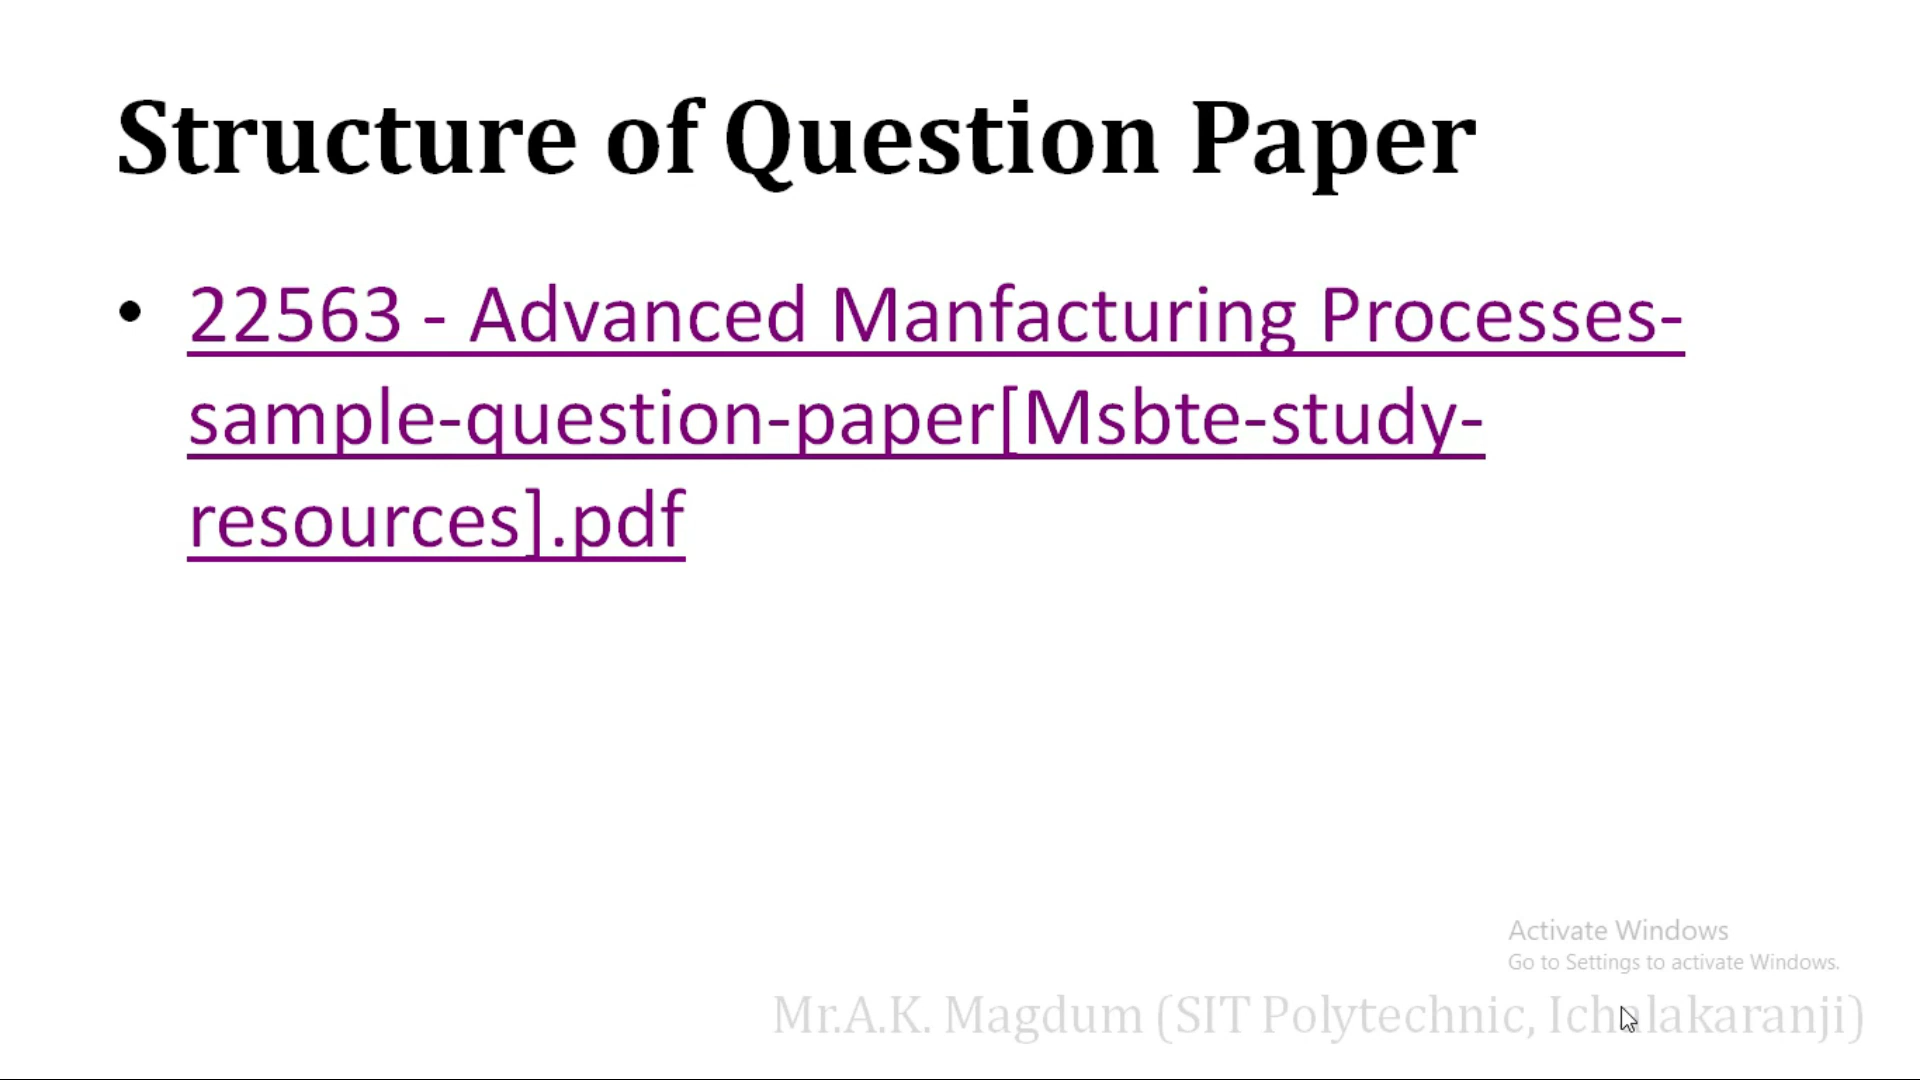 Structure of Question Paper
• 22563 - Advanced Manfacturing Processes-
sample-question-paper[Msbte-study-
resources].pdf
Activate Windows
Go to Settings to activate Windows.
Mr.A.K. Magdum (SIT Polytechnic, Ichalakaranji)